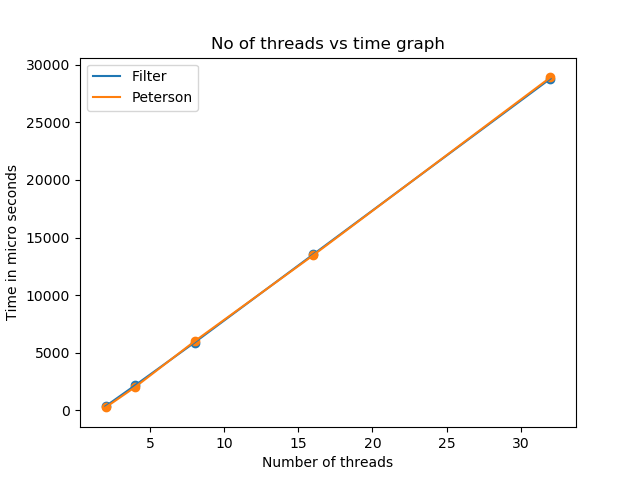 No of threads vs time graph
Filter
Peterson
30000
25000
20000
15000
10000
5000
0
Time in micro seconds
5 10 15 20 25 30
Number of threads